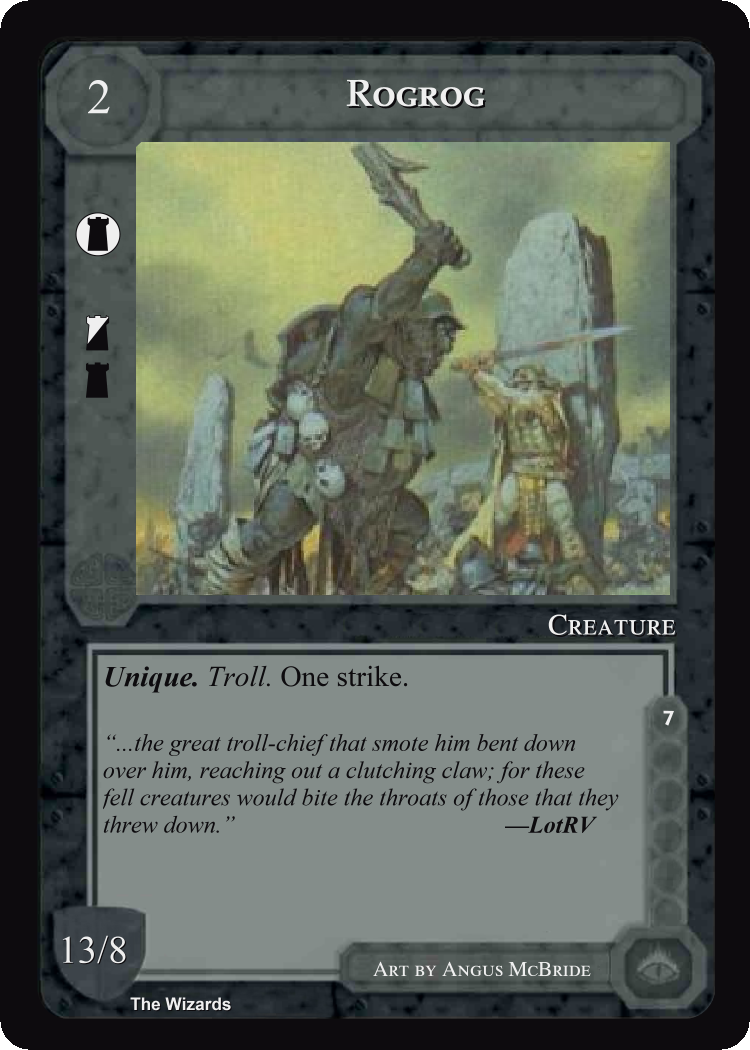 2
Rogrog
Creature
Unique. Troll. One strike.
7
“...the great troll-chief that smote him bent down
over him, reaching out a clutching claw; for these
fell creatures would bite the throats of those that they
threw down.” —LotRV
13/8
Art by Angus McBride
The Wizards